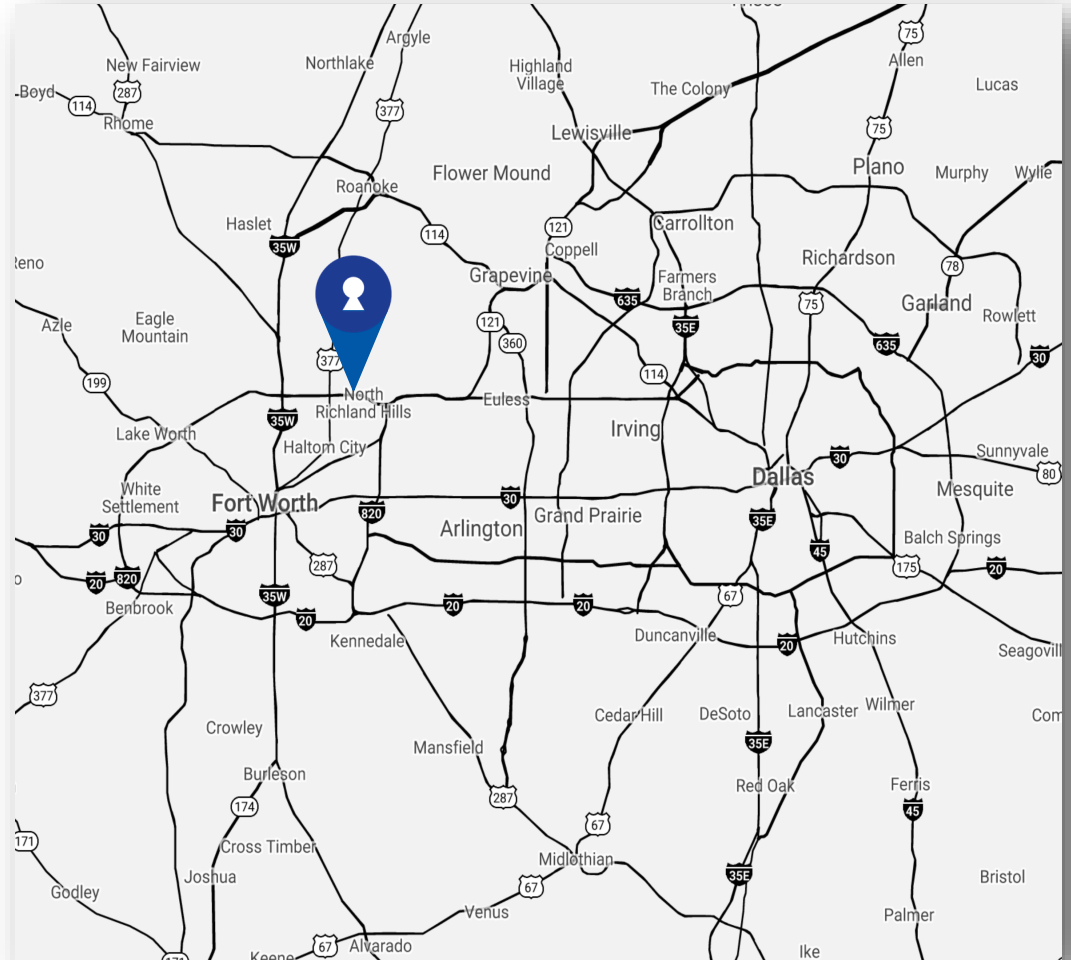 Argyle
75
New Fairview
Northlake
Highland
Village
Allen
Boyd
114
287
377
The Colony
Lucas
Rhome
Lewisville
75
Roanoke
Flower Mound
Plano
Murphy
Wylie
Haslet
35W
114
121
Carrollton
Coppell
Richardson
Grapevine
Farmers
Branch
78
635
75
Garland
Azle
Eagle
Mountain
121
360
35E
Rowlett
635
30
377
199
114
North
Richland Hills
Euless
35W
Irving
Lake Worth
Haltom City
30
Sunnyvale
80
White
Settlement
Fort Worth
30
Dallas
Mesquite
820
Arlington
Grand Prairie
35E
30
30
45
Balch Springs
287
175
20
20
820
35W
67
Benbrook
20
20
20
Kennedale
Duncanville
20
Hutchins
377
Crowley
Cedar Hill
DeSoto
Lancaster
Wilmer
Mansfield
35E
Burleson
Red Oak
Ferris
174
287
45
67
171
Cross Timber
Midlothian
Joshua
35E
Bristol
Godley
67
Venus
Palmer
67
Alvarado
Ike
Keene